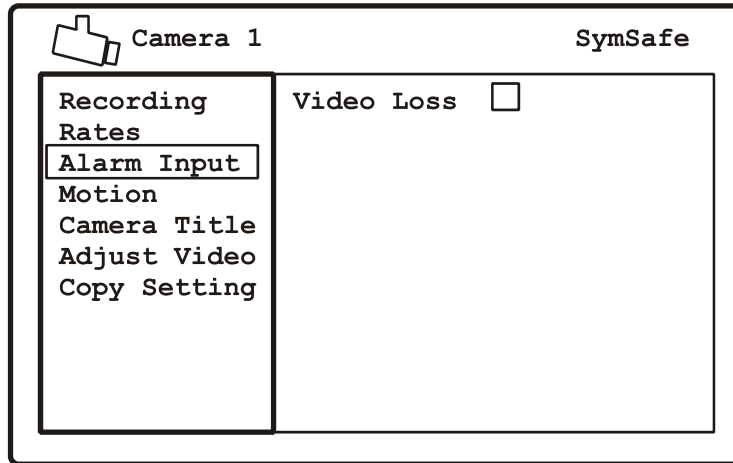 Camera 1 SymSafe
Recording
Rates
Alarm Input
Motion
Camera Title
Adjust Video
Copy Setting
Video Loss